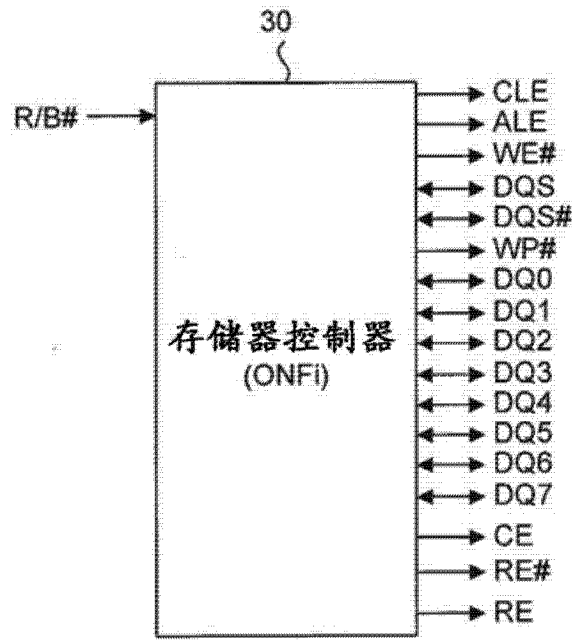 30
R/B#
CLE
ALE
WE#
DQS
DQS#
WP#
DQ0
DQ1
DQ2
DQ3
DQ4
DQ5
DQ6
DQ7
CE
RE#
RE
存储器控制器
(ONFi)